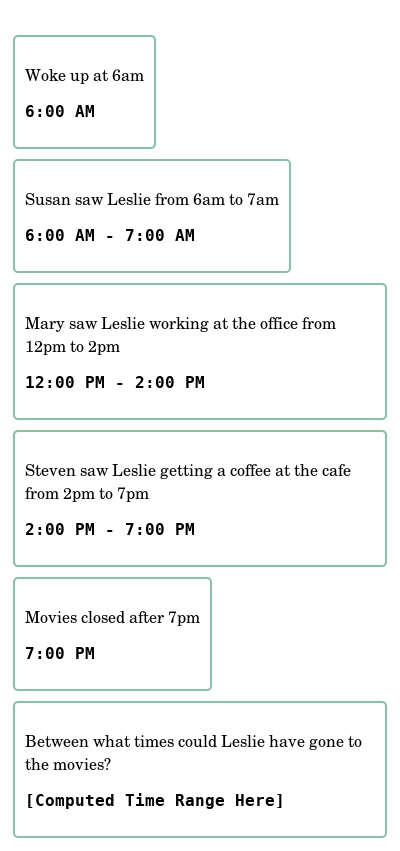 Woke up at 6am
6:00 AM
Susan saw Leslie from 6am to 7am
6:00 AM - 7:00 AM
Mary saw Leslie working at the office from
12pm to 2pm
12:00 PM - 2:00 PM
Steven saw Leslie getting a coffee at the cafe
from 2pm to 7pm
2:00 PM - 7:00 PM
Movies closed after 7pm
7:00 PM
Between what times could Leslie have gone to
the movies?
[Computed Time Range Here]